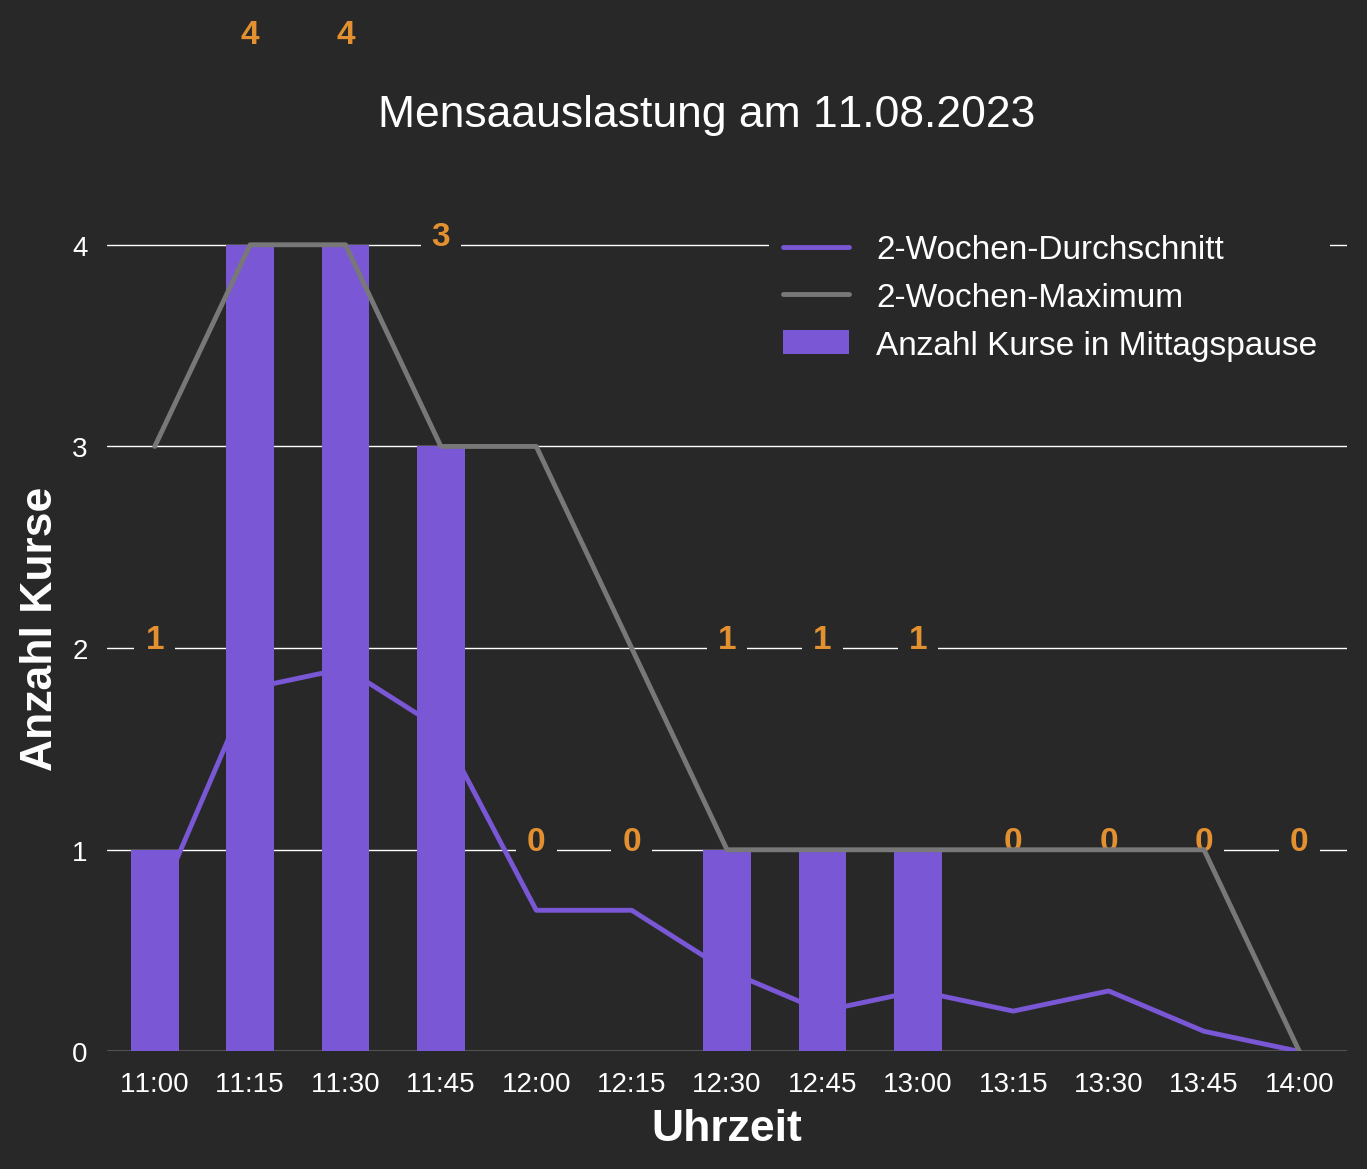 4 4
Mensaauslastung am 11.08.2023
2-Wochen-Durchschnitt
2-Wochen-Maximum
Anzahl Kurse in Mittagspause
4
3
2
1
0
Anzahl Kurse
3
1
1 1 1
0 0
0 0 0 0
11:00 11:15 11:30 11:45 12:00 12:15 12:30 12:45 13:00 13:15 13:30 13:45 14:00
Uhrzeit